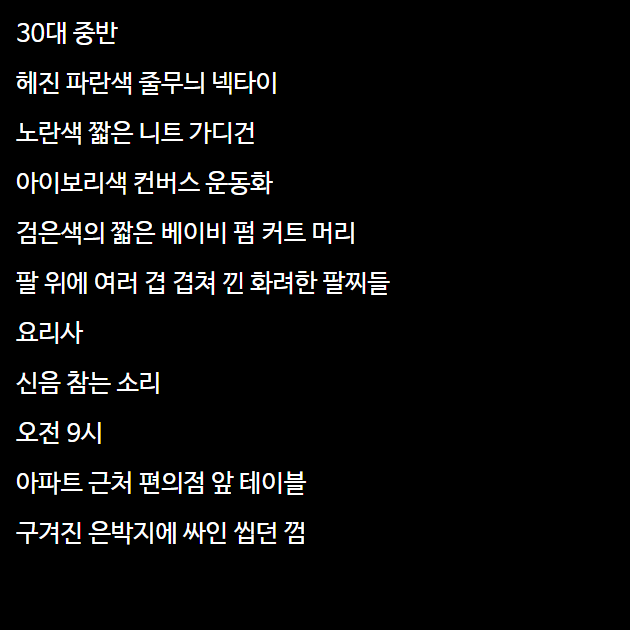 30대 중반
헤진 파란색 줄무늬 넥타이
노란색 짧은 니트 가디건
아이보리색 컨버스 운동화
검은색의 짧은 베이비 펌 커트 머리
팔 위에 여러 겹 겹쳐 낀 화려한 팔찌들
요리사
신음 참는 소리
오전 9시
아파트 근처 편의점 앞 테이블
구겨진 은박지에 싸인 씹던 껌